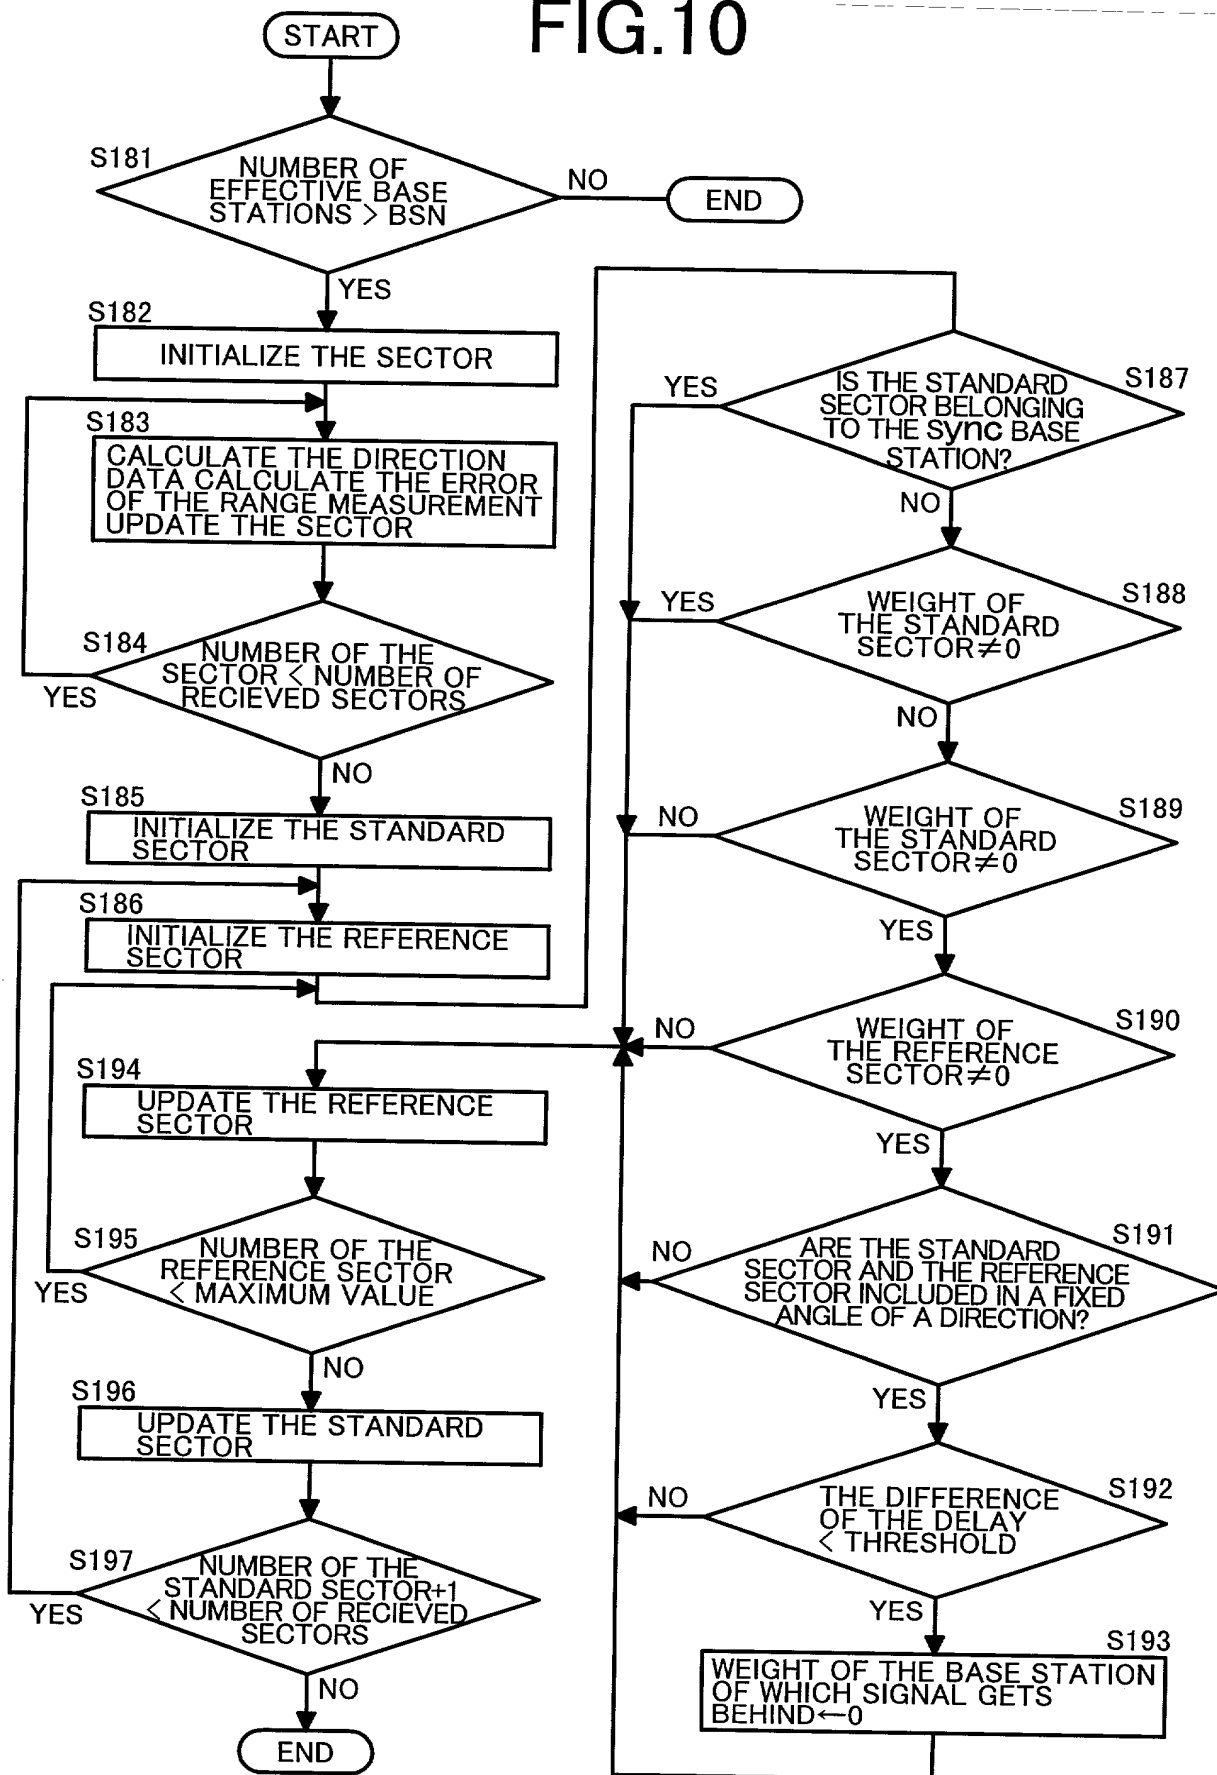 FIG.10
START
S181
NUMBER OF
EFFECTIVE BASE
STATIONS > BSN
NO
END
YES
S182
INITIALIZE THE SECTOR
S183
CALCULATE THE DIRECTION
DATA CALCULATE THE ERROR
OF THE RANGE MEASUREMENT
UPDATE THE SECTOR
S184
NUMBER OF THE
SECTOR < NUMBER OF
RECIEVED SECTORS
YES
NO
S185
INITIALIZE THE STANDARD
SECTOR
S186
INITIALIZE THE REFERENCE
SECTOR
S194
UPDATE THE REFERENCE
SECTOR
S195
NUMBER OF THE
REFERENCE SECTOR
< MAXIMUM VALUE
YES
NO
S196
UPDATE THE STANDARD
SECTOR
S197
NUMBER OF THE
STANDARD SECTOR+1
< NUMBER OF RECIEVED
SECTORS
YES
NO
END
S187
IS THE STANDARD
SECTOR BELONGING
TO THE sync BASE
STATION?
YES
NO
S188
WEIGHT OF
THE STANDARD
SECTOR≠0
YES
NO
S189
WEIGHT OF
THE STANDARD
SECTOR≠0
NO
YES
S190
WEIGHT OF
THE REFERENCE
SECTOR≠0
NO
YES
S191
ARE THE STANDARD
SECTOR AND THE REFERENCE
SECTOR INCLUDED IN A FIXED
ANGLE OF A DIRECTION?
NO
YES
S192
THE DIFFERENCE
OF THE DELAY
< THRESHOLD
NO
YES
S193
WEIGHT OF THE BASE STATION
OF WHICH SIGNAL GETS
BEHIND←0